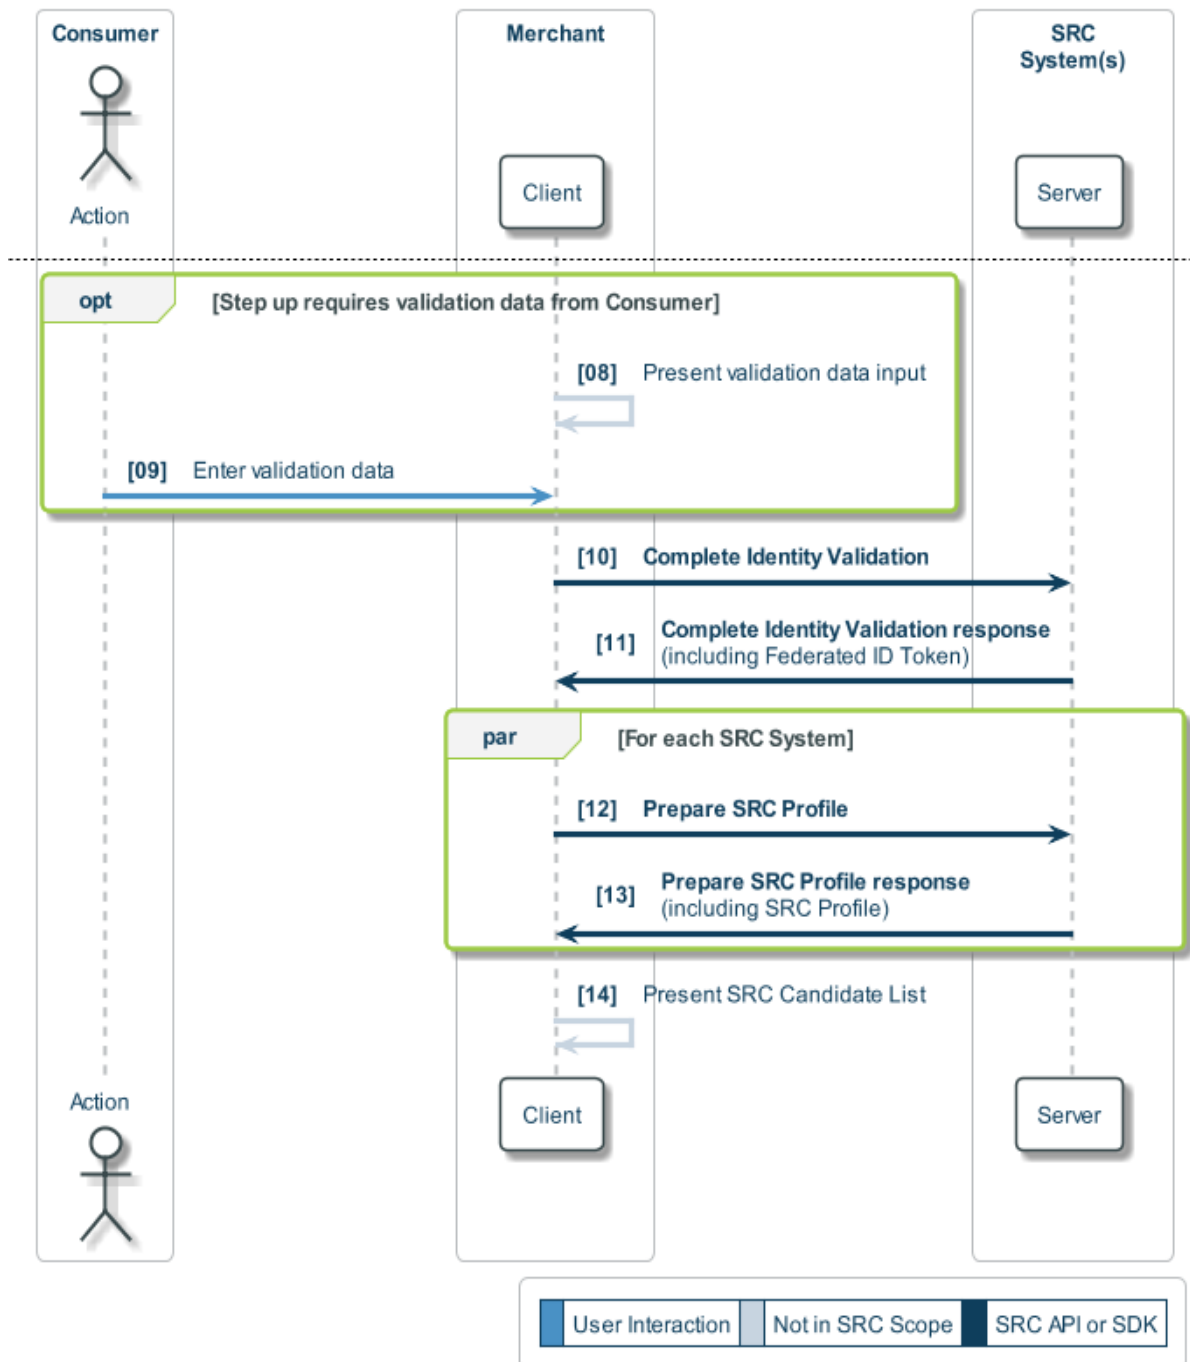 Consumer
Merchant
SRC
System(s)
Action
Client
Server
opt
[Step up requires validation data from Consumer]
[08] Present validation data input
[09] Enter validation data
[10] Complete Identity Validation
[11] Complete Identity Validation response
(including Federated ID Token)
par
[For each SRC System]
[12] Prepare SRC Profile
[13] Prepare SRC Profile response
(including SRC Profile)
[14] Present SRC Candidate List
Action
Client
Server
User Interaction
Not in SRC Scope
SRC API or SDK